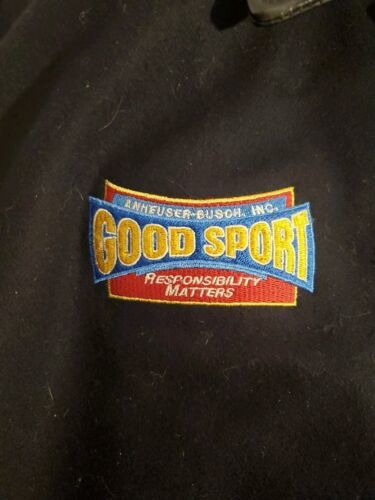 ANHEUSER-BUSCH, INC.
GOOD SPORT
RESPONSIBILITY
MATTERS